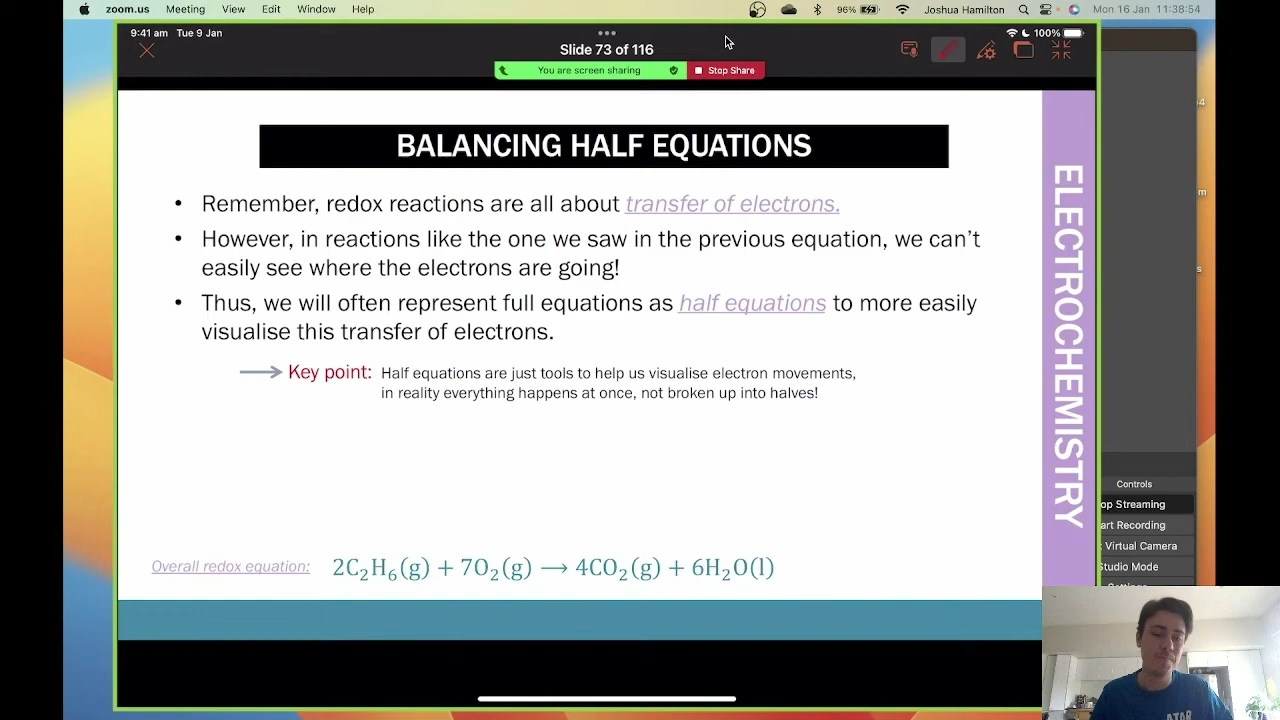 zoom.us Meeting View Edit Window Help 96% Joshua Hamilton Mon 16 Jan 11:38:54
9:41 am Tue 9 Jan 100%
Slide 73 of 116
You are screen sharing Stop Share
BALANCING HALF EQUATIONS
• Remember, redox reactions are all about transfer of electrons.
• However, in reactions like the one we saw in the previous equation, we can't
easily see where the electrons are going!
• Thus, we will often represent full equations as half equations to more easily
visualise this transfer of electrons.
Key point: Half equations are just tools to help us visualise electron movements,
in reality everything happens at once, not broken up into halves!
Overall redox equation: 2C₂H₆(g) + 7O₂(g) ⟶ 4CO₂(g) + 6H₂O(l)
ELECTROCHEMISTRY
Controls
op Streaming
art Recording
Virtual Camera
Studio Mode
ATAR